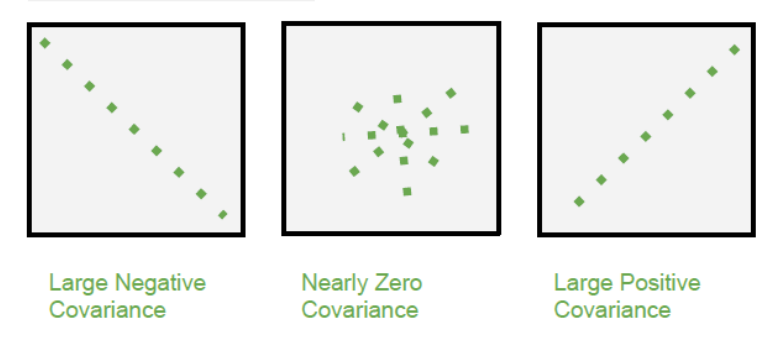 Large Negative
Covariance
Nearly Zero
Covariance
Large Positive
Covariance